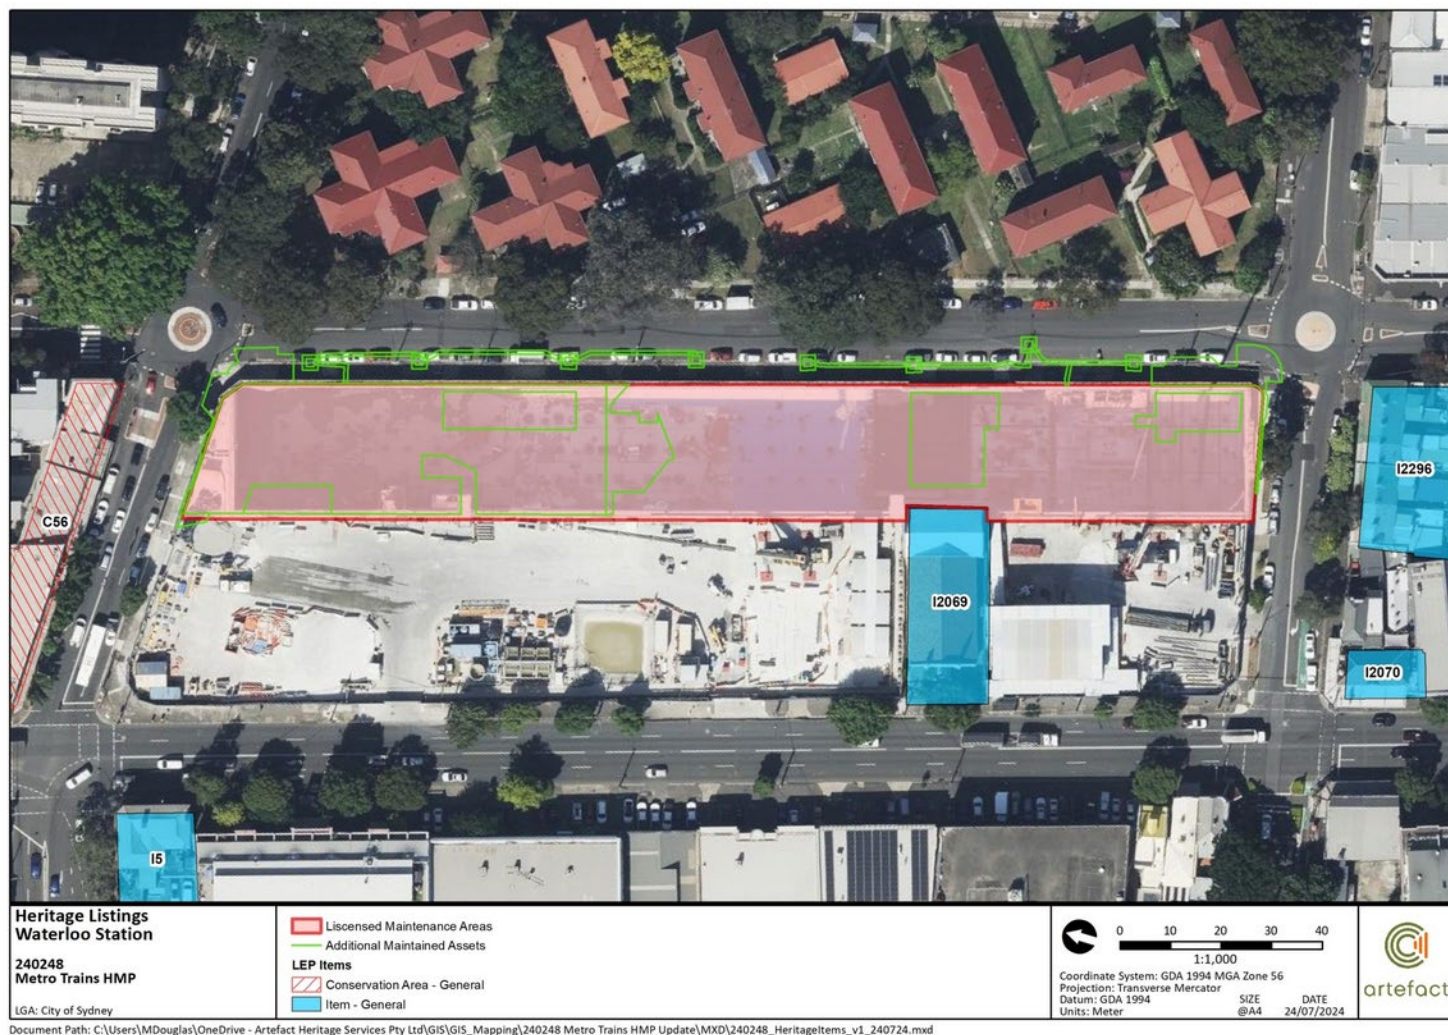 C56
I2296
I2069
I2070
I5
Heritage Listings
Waterloo Station
240248
Metro Trains HMP
LGA: City of Sydney
Liscensed Maintenance Areas
Additional Maintained Assets
LEP Items
Conservation Area - General
Item - General
0 10 20 30 40
1:1,000
Coordinate System: GDA 1994 MGA Zone 56
Projection: Transverse Mercator
Datum: GDA 1994
Units: Meter
SIZE
@A4
DATE
24/07/2024
artefact
Document Path: C:\Users\MDouglas\OneDrive - Artefact Heritage Services Pty Ltd\GIS\GIS_Mapping\240248 Metro Trains HMP Update\MXD\240248_HeritageItems_v1_240724.mxd